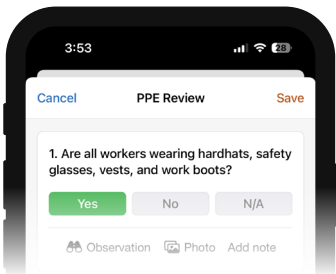 3:53
28
Cancel
PPE Review
Save
1. Are all workers wearing hardhats, safety
glasses, vests, and work boots?
Yes
No
N/A
Observation
Photo
Add note